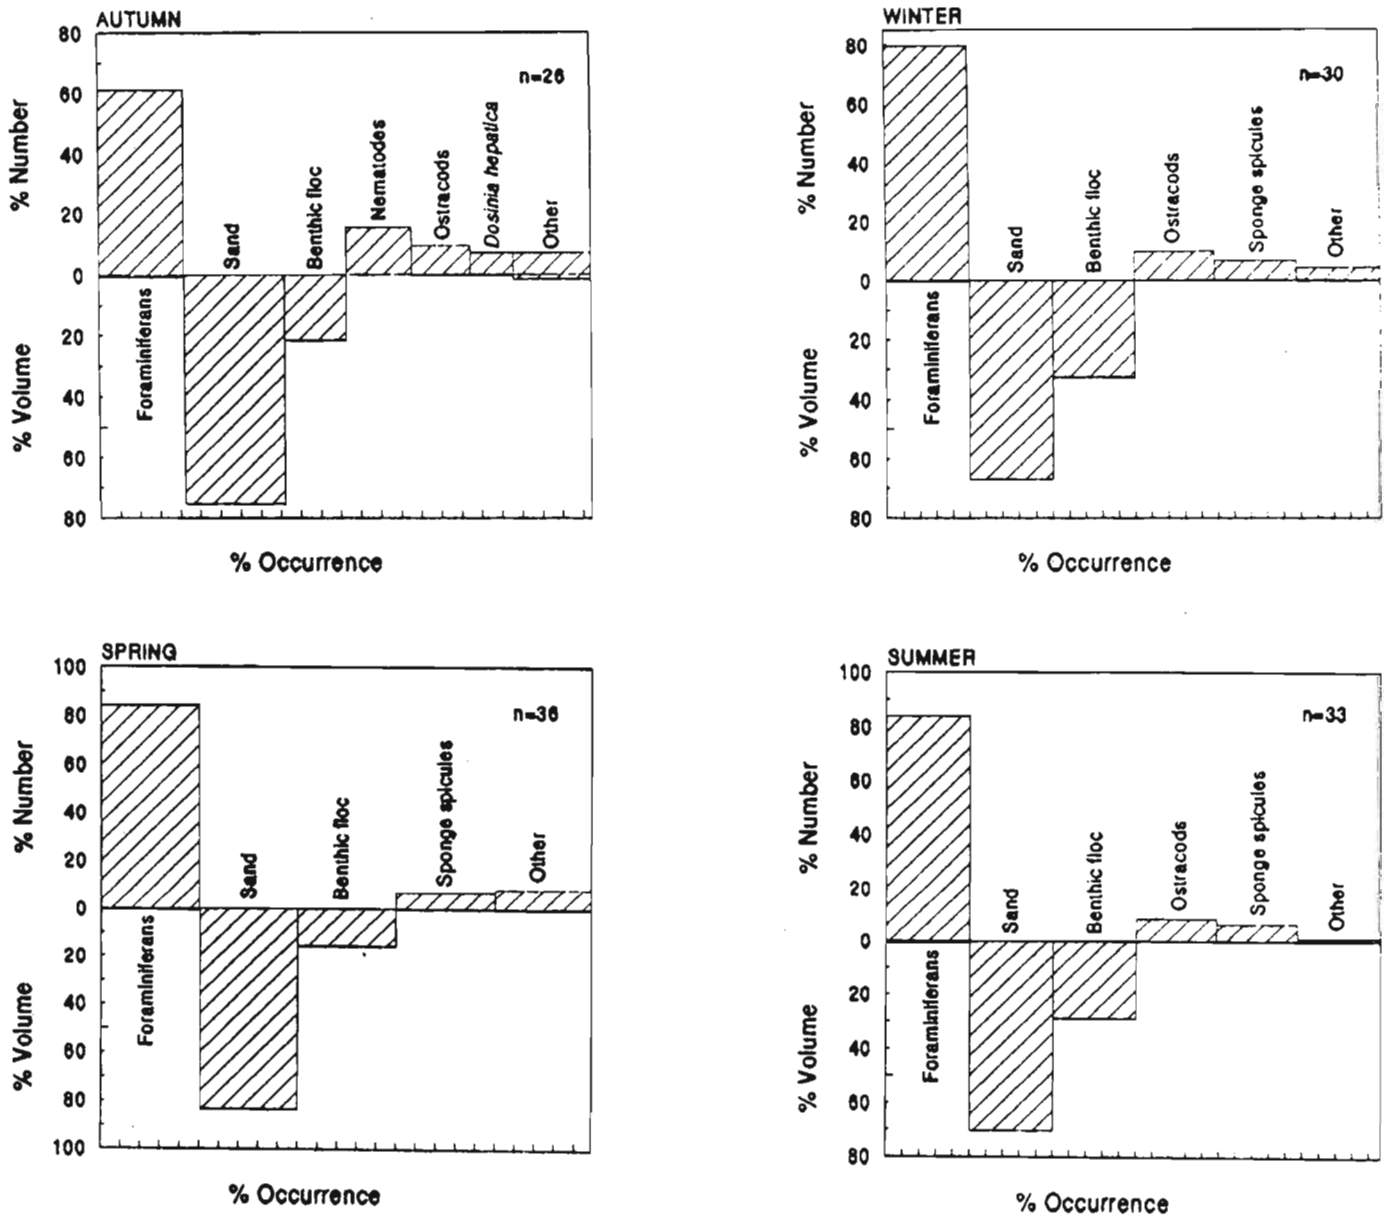 AUTUMN
80
60
40
20
0
20
40
60
80
% Number
% Volume
n=26
Foraminiferans
Sand
Benthic floc
Nematodes
Ostracods
Dosinia hepatica
Other
% Occurrence
WINTER
80
60
40
20
0
20
40
60
80
% Number
% Volume
n=30
Foraminiferans
Sand
Benthic floc
Ostracods
Sponge spicules
Other
% Occurrence
SPRING
100
80
60
40
20
0
20
40
60
80
100
% Number
% Volume
n=36
Foraminiferans
Sand
Benthic floc
Sponge spicules
Other
% Occurrence
SUMMER
100
80
60
40
20
0
20
40
60
80
% Number
% Volume
n=33
Foraminiferans
Sand
Benthic floc
Ostracods
Sponge spicules
Other
% Occurrence